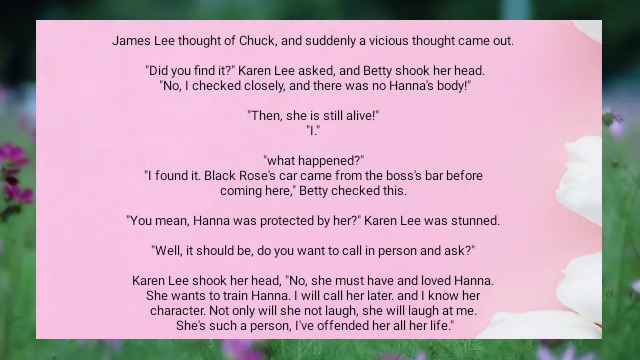 James Lee thought of Chuck, and suddenly a vicious thought came out.
"Did you find it?" Karen Lee asked, and Betty shook her head.
"No, I checked closely, and there was no Hanna's body!"
"Then, she is still alive!"
"I."
"what happened?"
"I found it. Black Rose's car came from the boss's bar before
coming here," Betty checked this.
"You mean, Hanna was protected by her?" Karen Lee was stunned.
"Well, it should be, do you want to call in person and ask?"
Karen Lee shook her head, "No, she must have and loved Hanna.
She wants to train Hanna. I will call her later. and I know her
character. Not only will she not laugh, she will laugh at me.
She's such a person, I've offended her all her life."